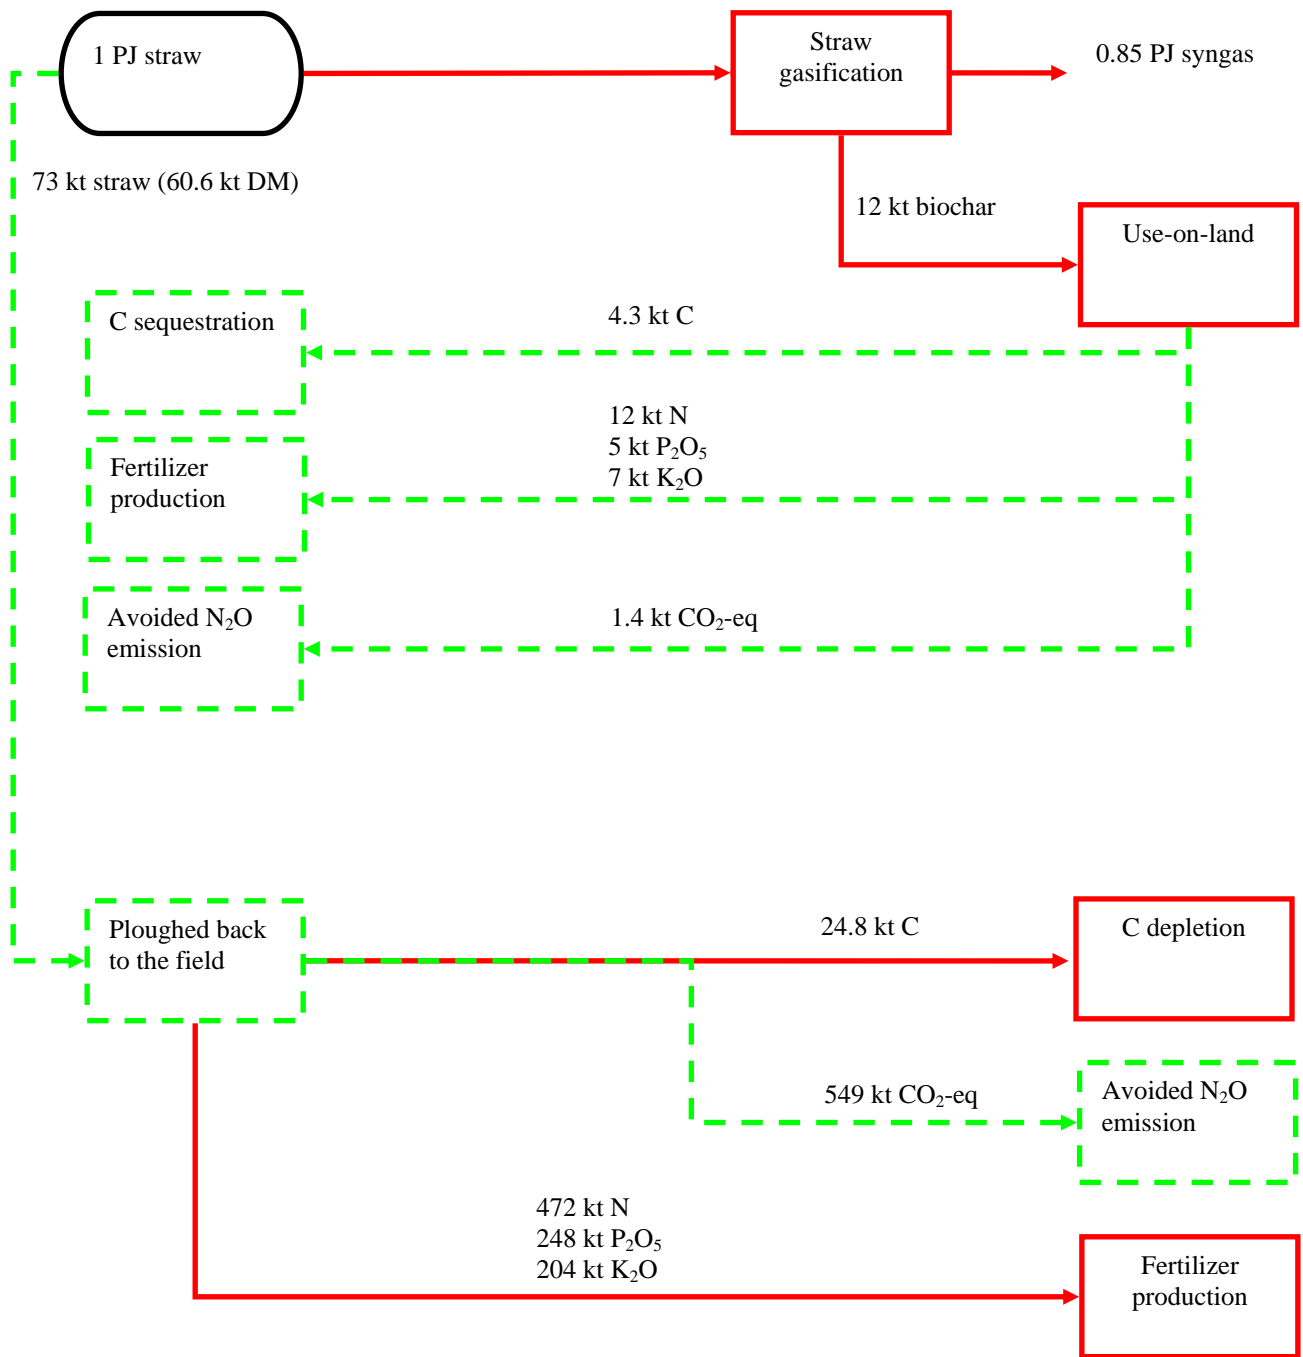 1 PJ straw
Straw
gasification
0.85 PJ syngas
73 kt straw (60.6 kt DM)
12 kt biochar
Use-on-land
C sequestration
4.3 kt C
12 kt N
5 kt P₂O₅
7 kt K₂O
Fertilizer
production
Avoided N₂O
emission
1.4 kt CO₂-eq
Ploughed back
to the field
24.8 kt C
C depletion
549 kt CO₂-eq
Avoided N₂O
emission
472 kt N
248 kt P₂O₅
204 kt K₂O
Fertilizer
production